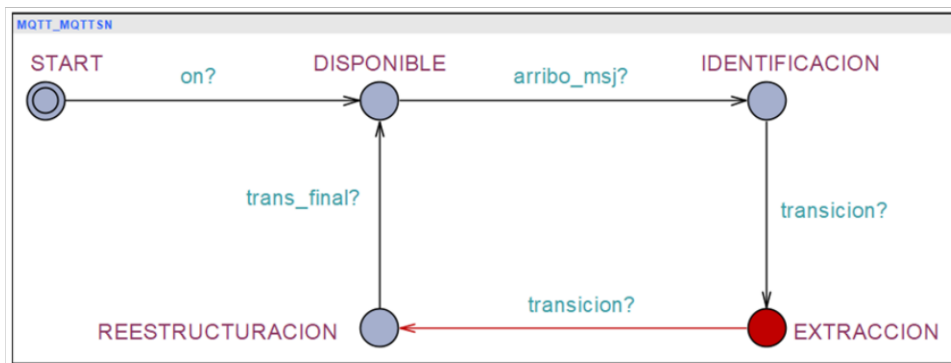 MQTT_MQTTSN
START
on?
DISPONIBLE
arribo_msj?
IDENTIFICACION
trans_final?
transicion?
REESTRUCTURACION
transicion?
EXTRACCION